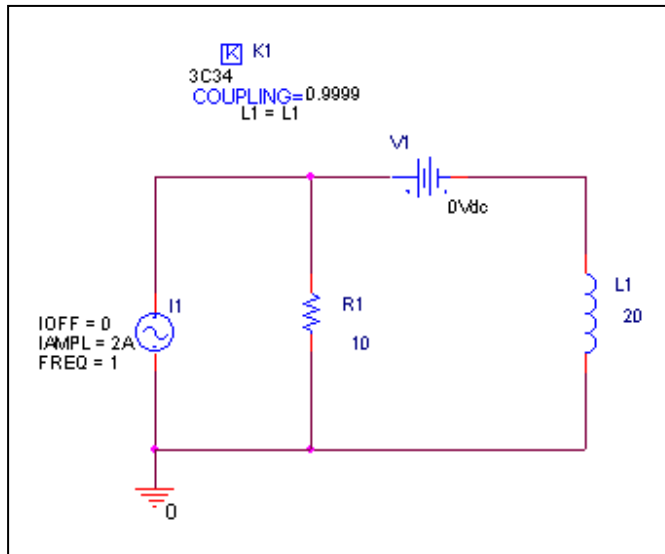 K K1
3C34
COUPLING=0.9999
L1 = L1
V1
0Vdc
I1
IOFF = 0
IAMPL = 2A
FREQ = 1
R1
10
L1
20
0